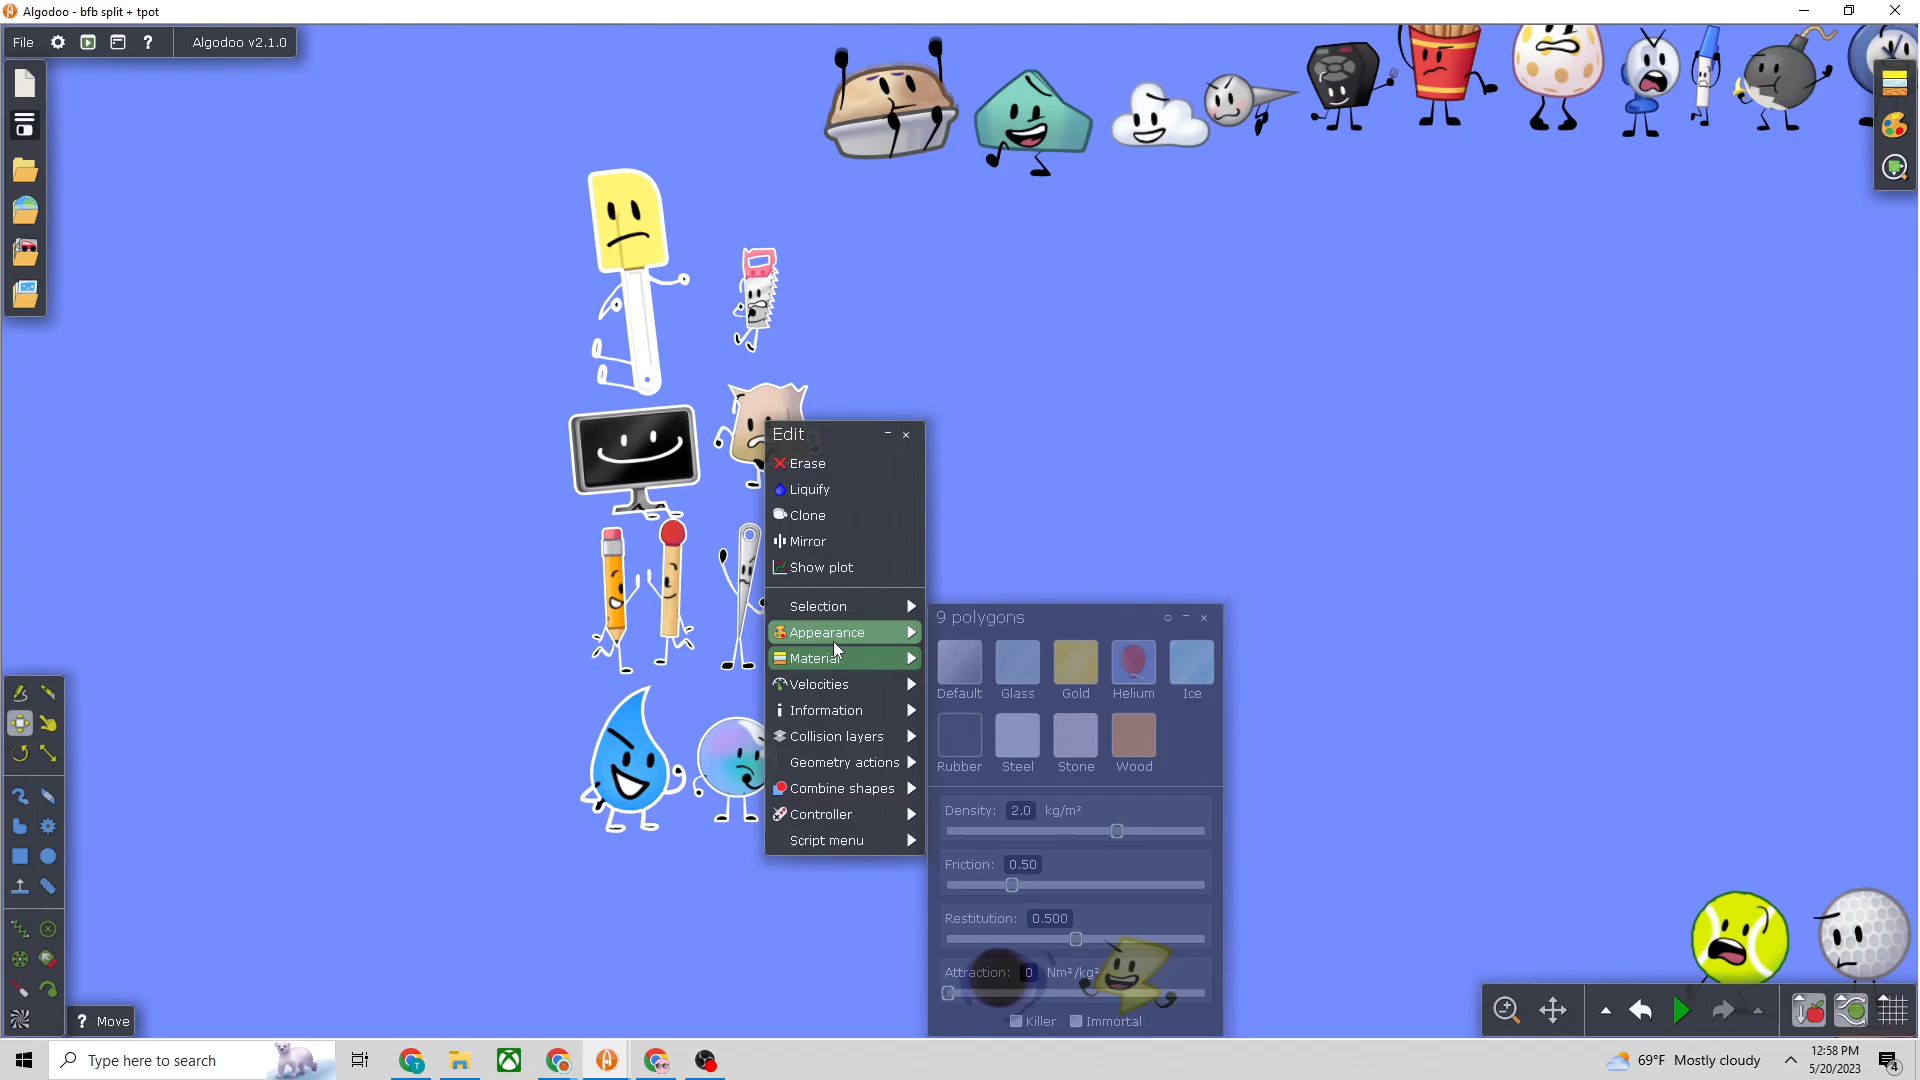 Algodoo - bfb split + tpot
File
?
Algodoo v2.1.0
Edit
Erase
Liquify
Clone
Mirror
Show plot
Selection
Appearance
Material
Velocities
Information
Collision layers
Geometry actions
Combine shapes
Controller
Script menu
9 polygons
Default Glass Gold Helium Ice
Rubber Steel Stone Wood
Density: 2.0 kg/m²
Friction: 0.50
Restitution: 0.500
Attraction: 0 Nm²/kg²
Killer Immortal
? Move
Type here to search
69°F Mostly cloudy
12:58 PM
5/20/2023
4